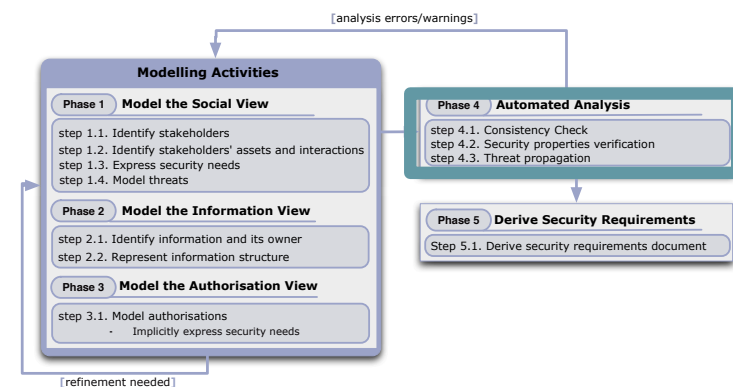 [analysis errors/warnings]
Modelling Activities
Phase 1 Model the Social View
step 1.1. Identify stakeholders
step 1.2. Identify stakeholders' assets and interactions
step 1.3. Express security needs
step 1.4. Model threats
Phase 2 Model the Information View
step 2.1. Identify information and its owner
step 2.2. Represent information structure
Phase 3 Model the Authorisation View
step 3.1. Model authorisations
- Implicitly express security needs
[refinement needed]
Phase 4 Automated Analysis
step 4.1. Consistency Check
step 4.2. Security properties verification
step 4.3. Threat propagation
Phase 5 Derive Security Requirements
Step 5.1. Derive security requirements document